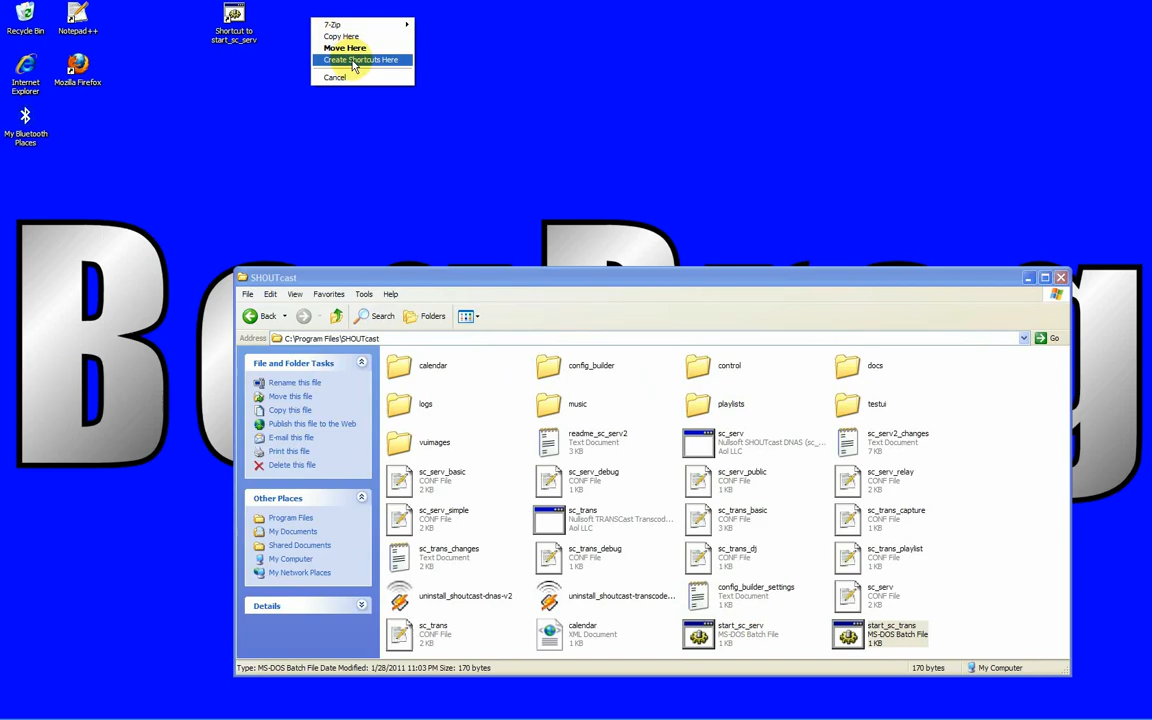 Recycle Bin
Notepad++
Shortcut to
start_sc_serv
Internet
Explorer
Mozilla Firefox
My Bluetooth
Places
7-Zip
Copy Here
Move Here
Create Shortcuts Here
Cancel
SHOUTcast
File Edit View Favorites Tools Help
Back Search Folders
Address C:\Program Files\SHOUTcast Go
File and Folder Tasks
Rename this file
Move this file
Copy this file
Publish this file to the Web
E-mail this file
Print this file
Delete this file
Other Places
Program Files
My Documents
Shared Documents
My Computer
My Network Places
Details
calendar
config_builder
control
docs
logs
music
playlists
testui
vuimages
readme_sc_serv2
Text Document
3 KB
sc_serv
Nullsoft SHOUTcast DNAS (sc_...
Aol LLC
sc_serv2_changes
Text Document
7 KB
sc_serv_basic
CONF File
2 KB
sc_serv_debug
CONF File
1 KB
sc_serv_public
CONF File
1 KB
sc_serv_relay
CONF File
2 KB
sc_serv_simple
CONF File
2 KB
sc_trans
Nullsoft TRANSCast Transcod...
Aol LLC
sc_trans_basic
CONF File
3 KB
sc_trans_capture
CONF File
1 KB
sc_trans_changes
Text Document
2 KB
sc_trans_debug
CONF File
1 KB
sc_trans_dj
CONF File
1 KB
sc_trans_playlist
CONF File
1 KB
uninstall_shoutcast-dnas-v2
uninstall_shoutcast-transcode...
config_builder_settings
Text Document
1 KB
sc_serv
CONF File
1 KB
sc_trans
CONF File
2 KB
calendar
XML Document
1 KB
start_sc_serv
MS-DOS Batch File
1 KB
start_sc_trans
MS-DOS Batch File
1 KB
Type: MS-DOS Batch File Date Modified: 1/28/2011 11:03 PM Size: 170 bytes
170 bytes
My Computer